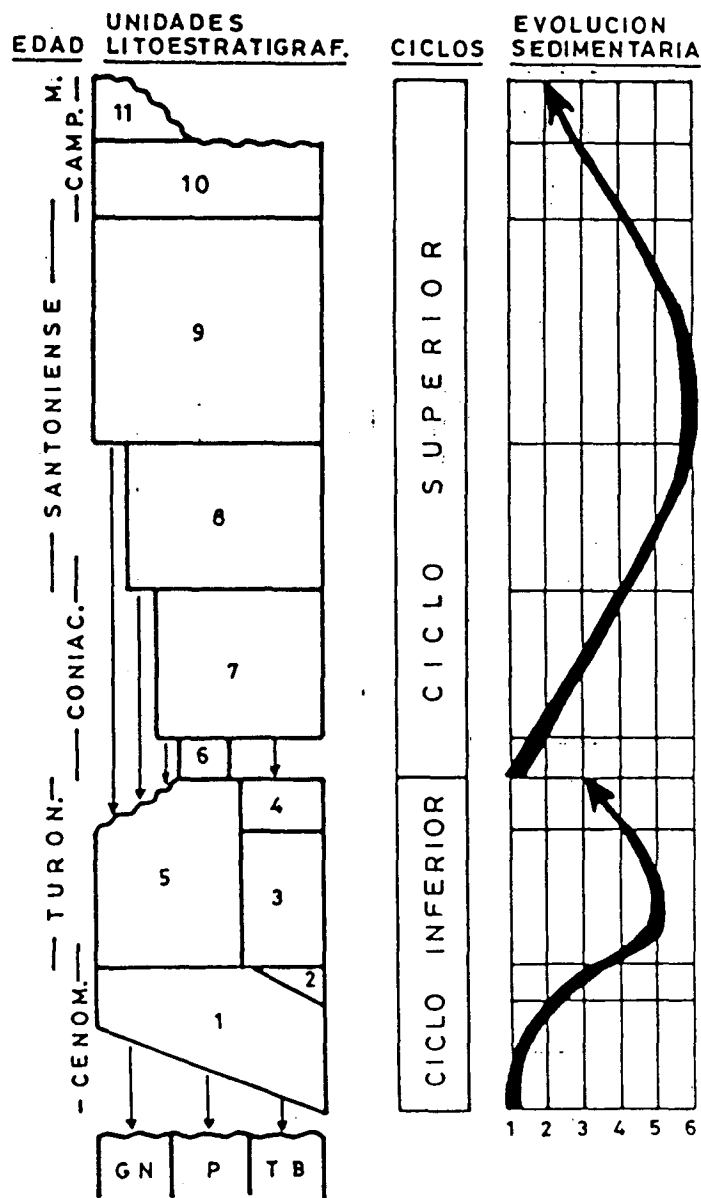 UNIDADES
EDAD LITOESTRATIGRAF. CICLOS
EVOLUCION
SEDIMENTARIA
M.
CAMP.
SANTONIENSE
CONIAC.
TURON.
CENOM.
11
10
9
8
7
6
4
5
3
2
1
GN P TB
CICLO SUPERIOR
CICLO INFERIOR
1 2 3 4 5 6